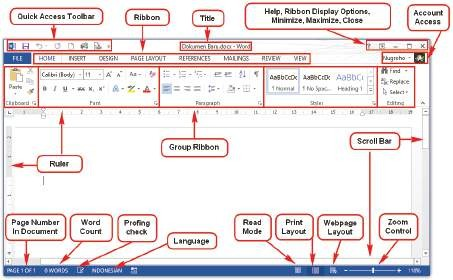 Quick Access Toolbar
Ribbon
Title
Help, Ribbon Display Options,
Minimize, Maximize, Close
Account
Access
Dokumen Baru.docx - Word
FILE HOME INSERT DESIGN PAGE LAYOUT REFERENCES MAILINGS REVIEW VIEW Nugroho
Calibri (Body) 11
Paste
AaBbCcDc AaBbCcDc AaBbCc
1 Normal 1 No Spac... Heading 1
Find
Replace
Select
Clipboard Font Paragraph Styles Editing
Ruler
Group Ribbon
Scroll Bar
Page Number
In Document
Word
Count
Profing
check
Language
Read
Mode
Print
Layout
Webpage
Layout
Zoom
Control
PAGE 1 OF 1 0 WORDS INDONESIAN 118%